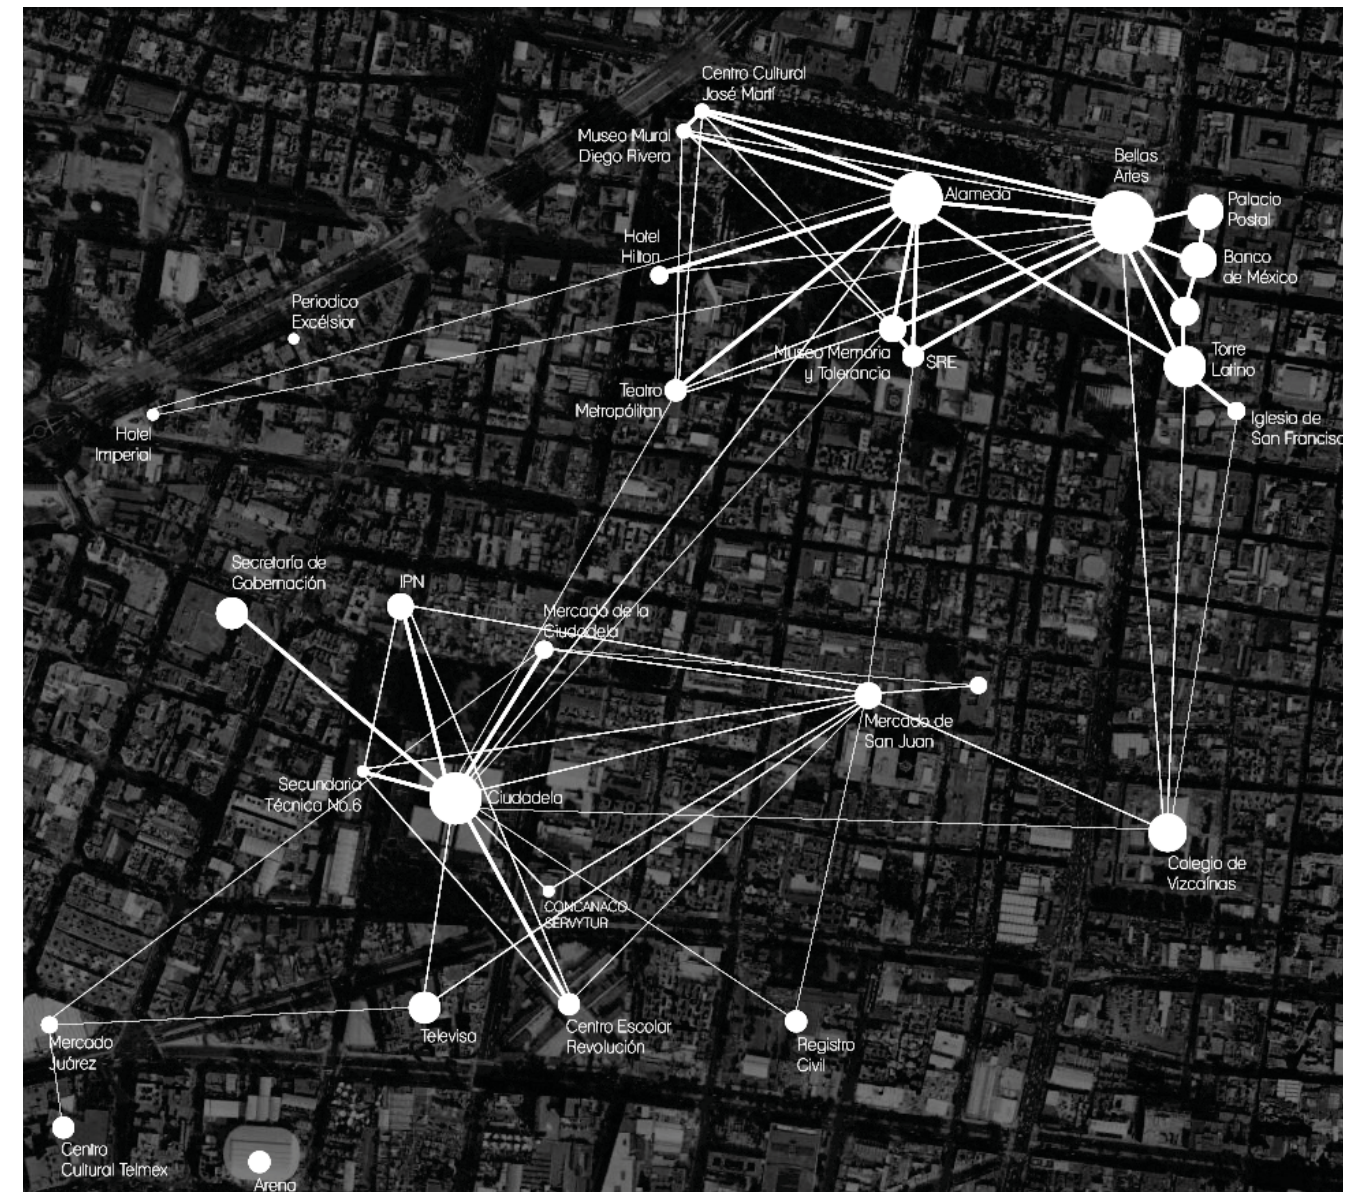 Centro Cultural
José Martí
Museo Mural
Diego Rivera
Bellas
Artes
Alameda
Palacio
Postal
Hotel
Hilton
Banco
de México
Periodico
Excélsior
Museo Memoria
y Tolerancia
SRE
Torre
Latino
Teatro
Metropólitan
Iglesia de
San Francisc
Hotel
Imperial
Secretaría de
Gobernación
IPN
Mercado de la
Ciudadela
Mercado de
San Juan
Secundaria
Técnica No.6
Ciudadela
Colegio de
Vizcaínas
CONCANACO
SERVYTUR
Televisa
Centro Escolar
Revolución
Registro
Civil
Mercado
Juárez
Centro
Cultural Telmex
Arena